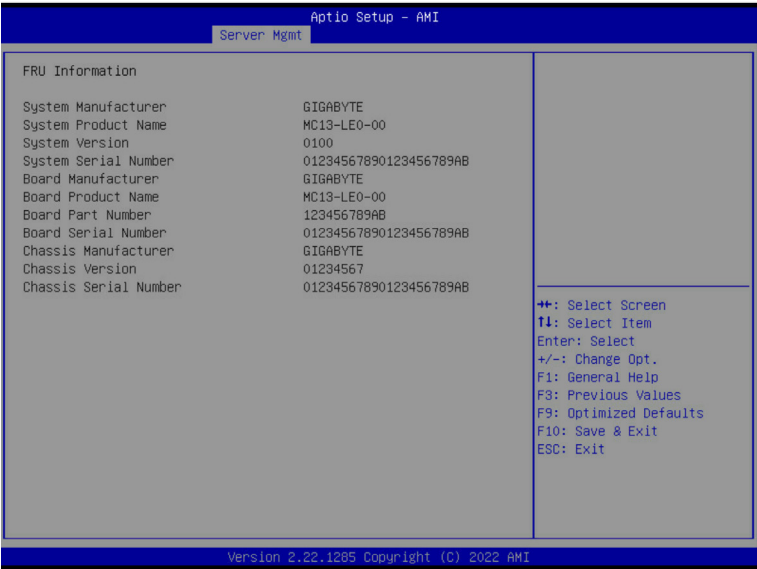 Aptio Setup – AMI
Server Mgmt
FRU Information
System Manufacturer GIGABYTE
System Product Name MC13-LE0-00
System Version 0100
System Serial Number 01234567890123456789AB
Board Manufacturer GIGABYTE
Board Product Name MC13-LE0-00
Board Part Number 123456789AB
Board Serial Number 01234567890123456789AB
Chassis Manufacturer GIGABYTE
Chassis Version 01234567
Chassis Serial Number 01234567890123456789AB
→←: Select Screen
↑↓: Select Item
Enter: Select
+/-: Change Opt.
F1: General Help
F3: Previous Values
F9: Optimized Defaults
F10: Save & Exit
ESC: Exit
Version 2.22.1285 Copyright (C) 2022 AMI